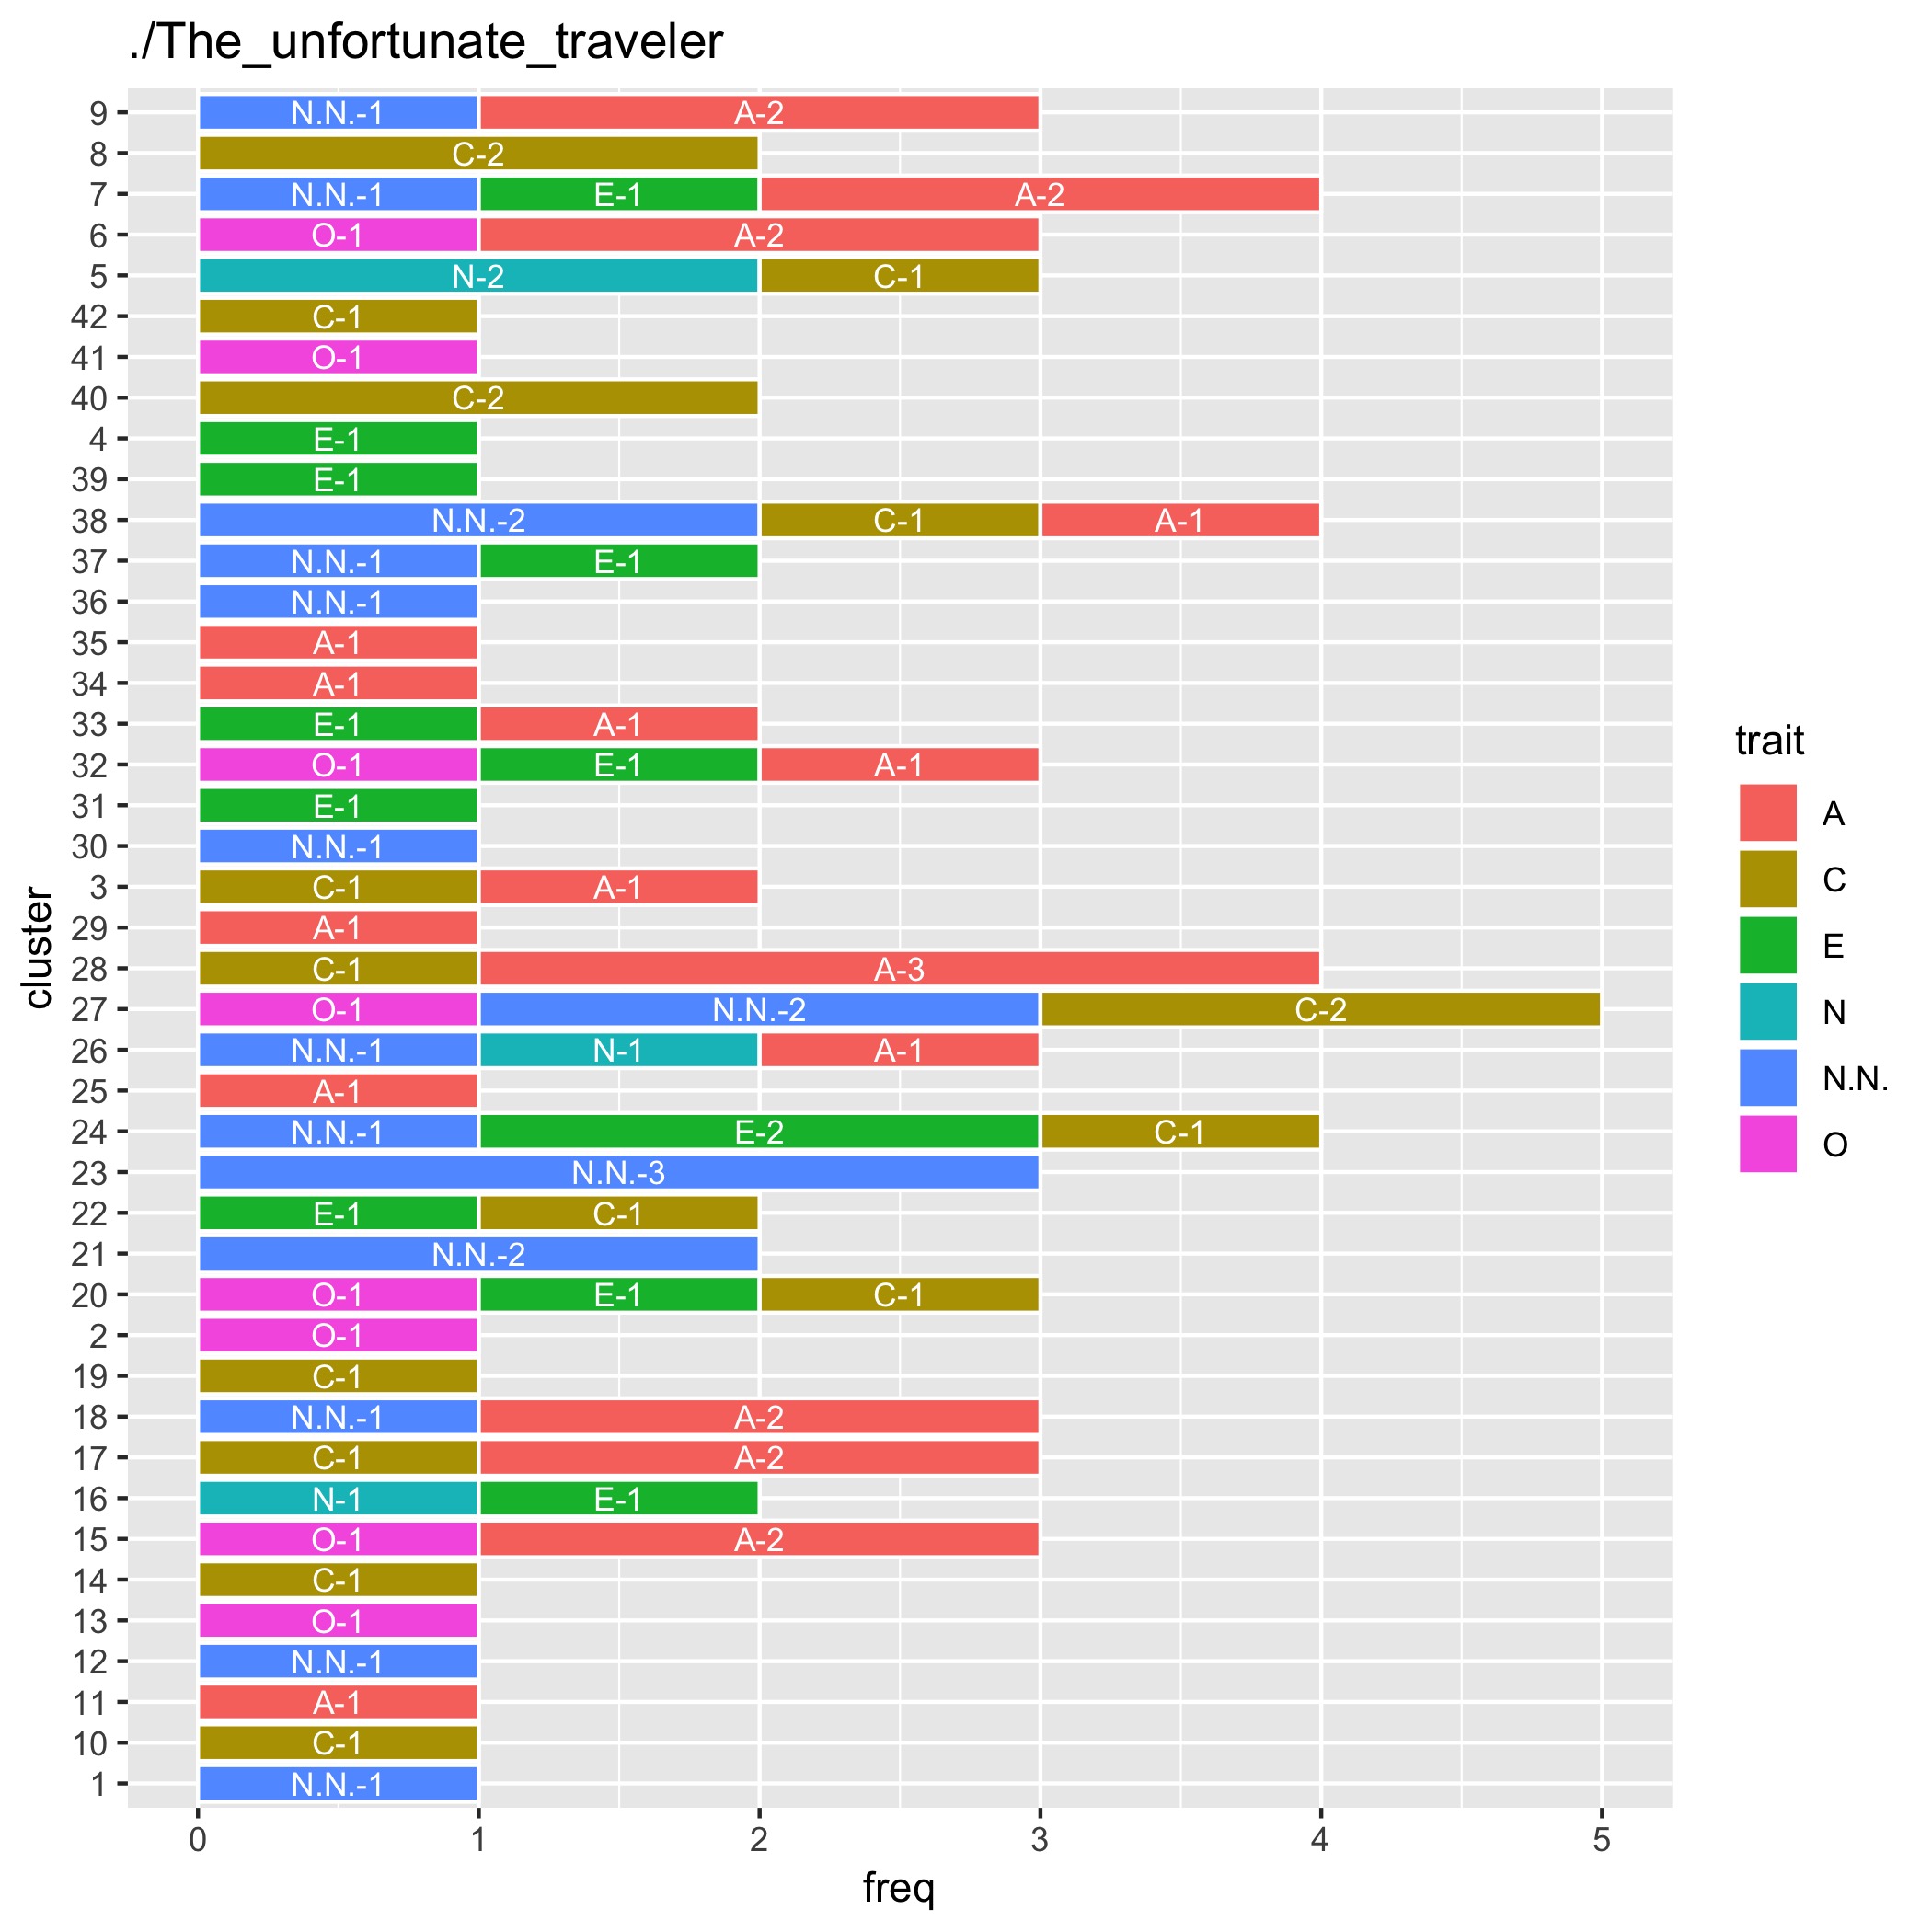 ./The_unfortunate_traveler
9 N.N.-1 A-2
8 C-2
7 N.N.-1 E-1 A-2
6 O-1 A-2
5 N-2 C-1
42 C-1
41 O-1
40 C-2
4 E-1
39 E-1
38 N.N.-2 C-1 A-1
37 N.N.-1 E-1
36 N.N.-1
35 A-1
34 A-1
33 E-1 A-1
32 O-1 E-1 A-1
31 E-1
30 N.N.-1
3 C-1 A-1
29 A-1
28 C-1 A-3
27 O-1 N.N.-2 C-2
26 N.N.-1 N-1 A-1
25 A-1
24 N.N.-1 E-2 C-1
23 N.N.-3
22 E-1 C-1
21 N.N.-2
20 O-1 E-1 C-1
2 O-1
19 C-1
18 N.N.-1 A-2
17 C-1 A-2
16 N-1 E-1
15 O-1 A-2
14 C-1
13 O-1
12 N.N.-1
11 A-1
10 C-1
1 N.N.-1
0 1 2 3 4 5
freq
cluster
trait
A
C
E
N
N.N.
O